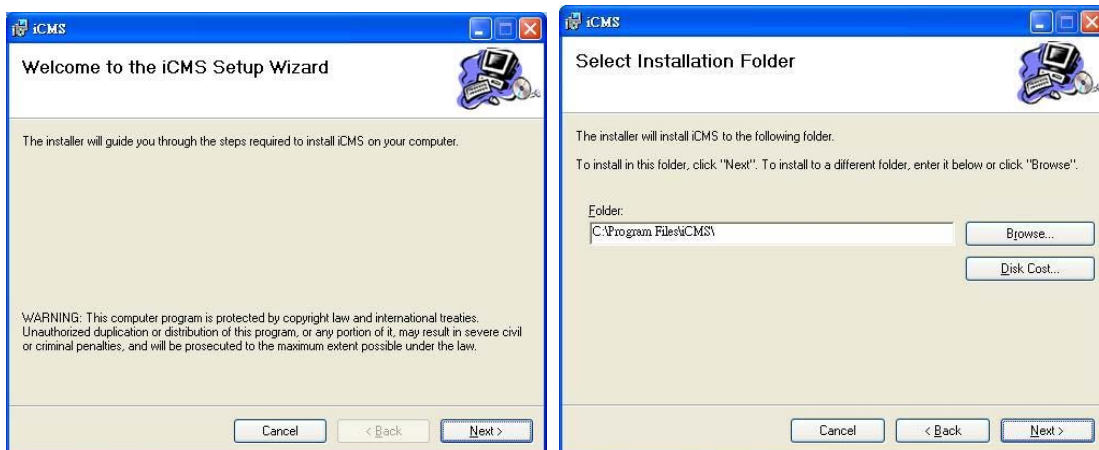 iCMS
Welcome to the iCMS Setup Wizard
The installer will guide you through the steps required to install iCMS on your computer.
WARNING: This computer program is protected by copyright law and international treaties.
Unauthorized duplication or distribution of this program, or any portion of it, may result in severe civil
or criminal penalties, and will be prosecuted to the maximum extent possible under the law.
Cancel
< Back
Next >
iCMS
Select Installation Folder
The installer will install iCMS to the following folder.
To install in this folder, click "Next". To install to a different folder, enter it below or click "Browse".
Folder:
C:\Program Files\iCMS\
Browse...
Disk Cost...
Cancel
< Back
Next >